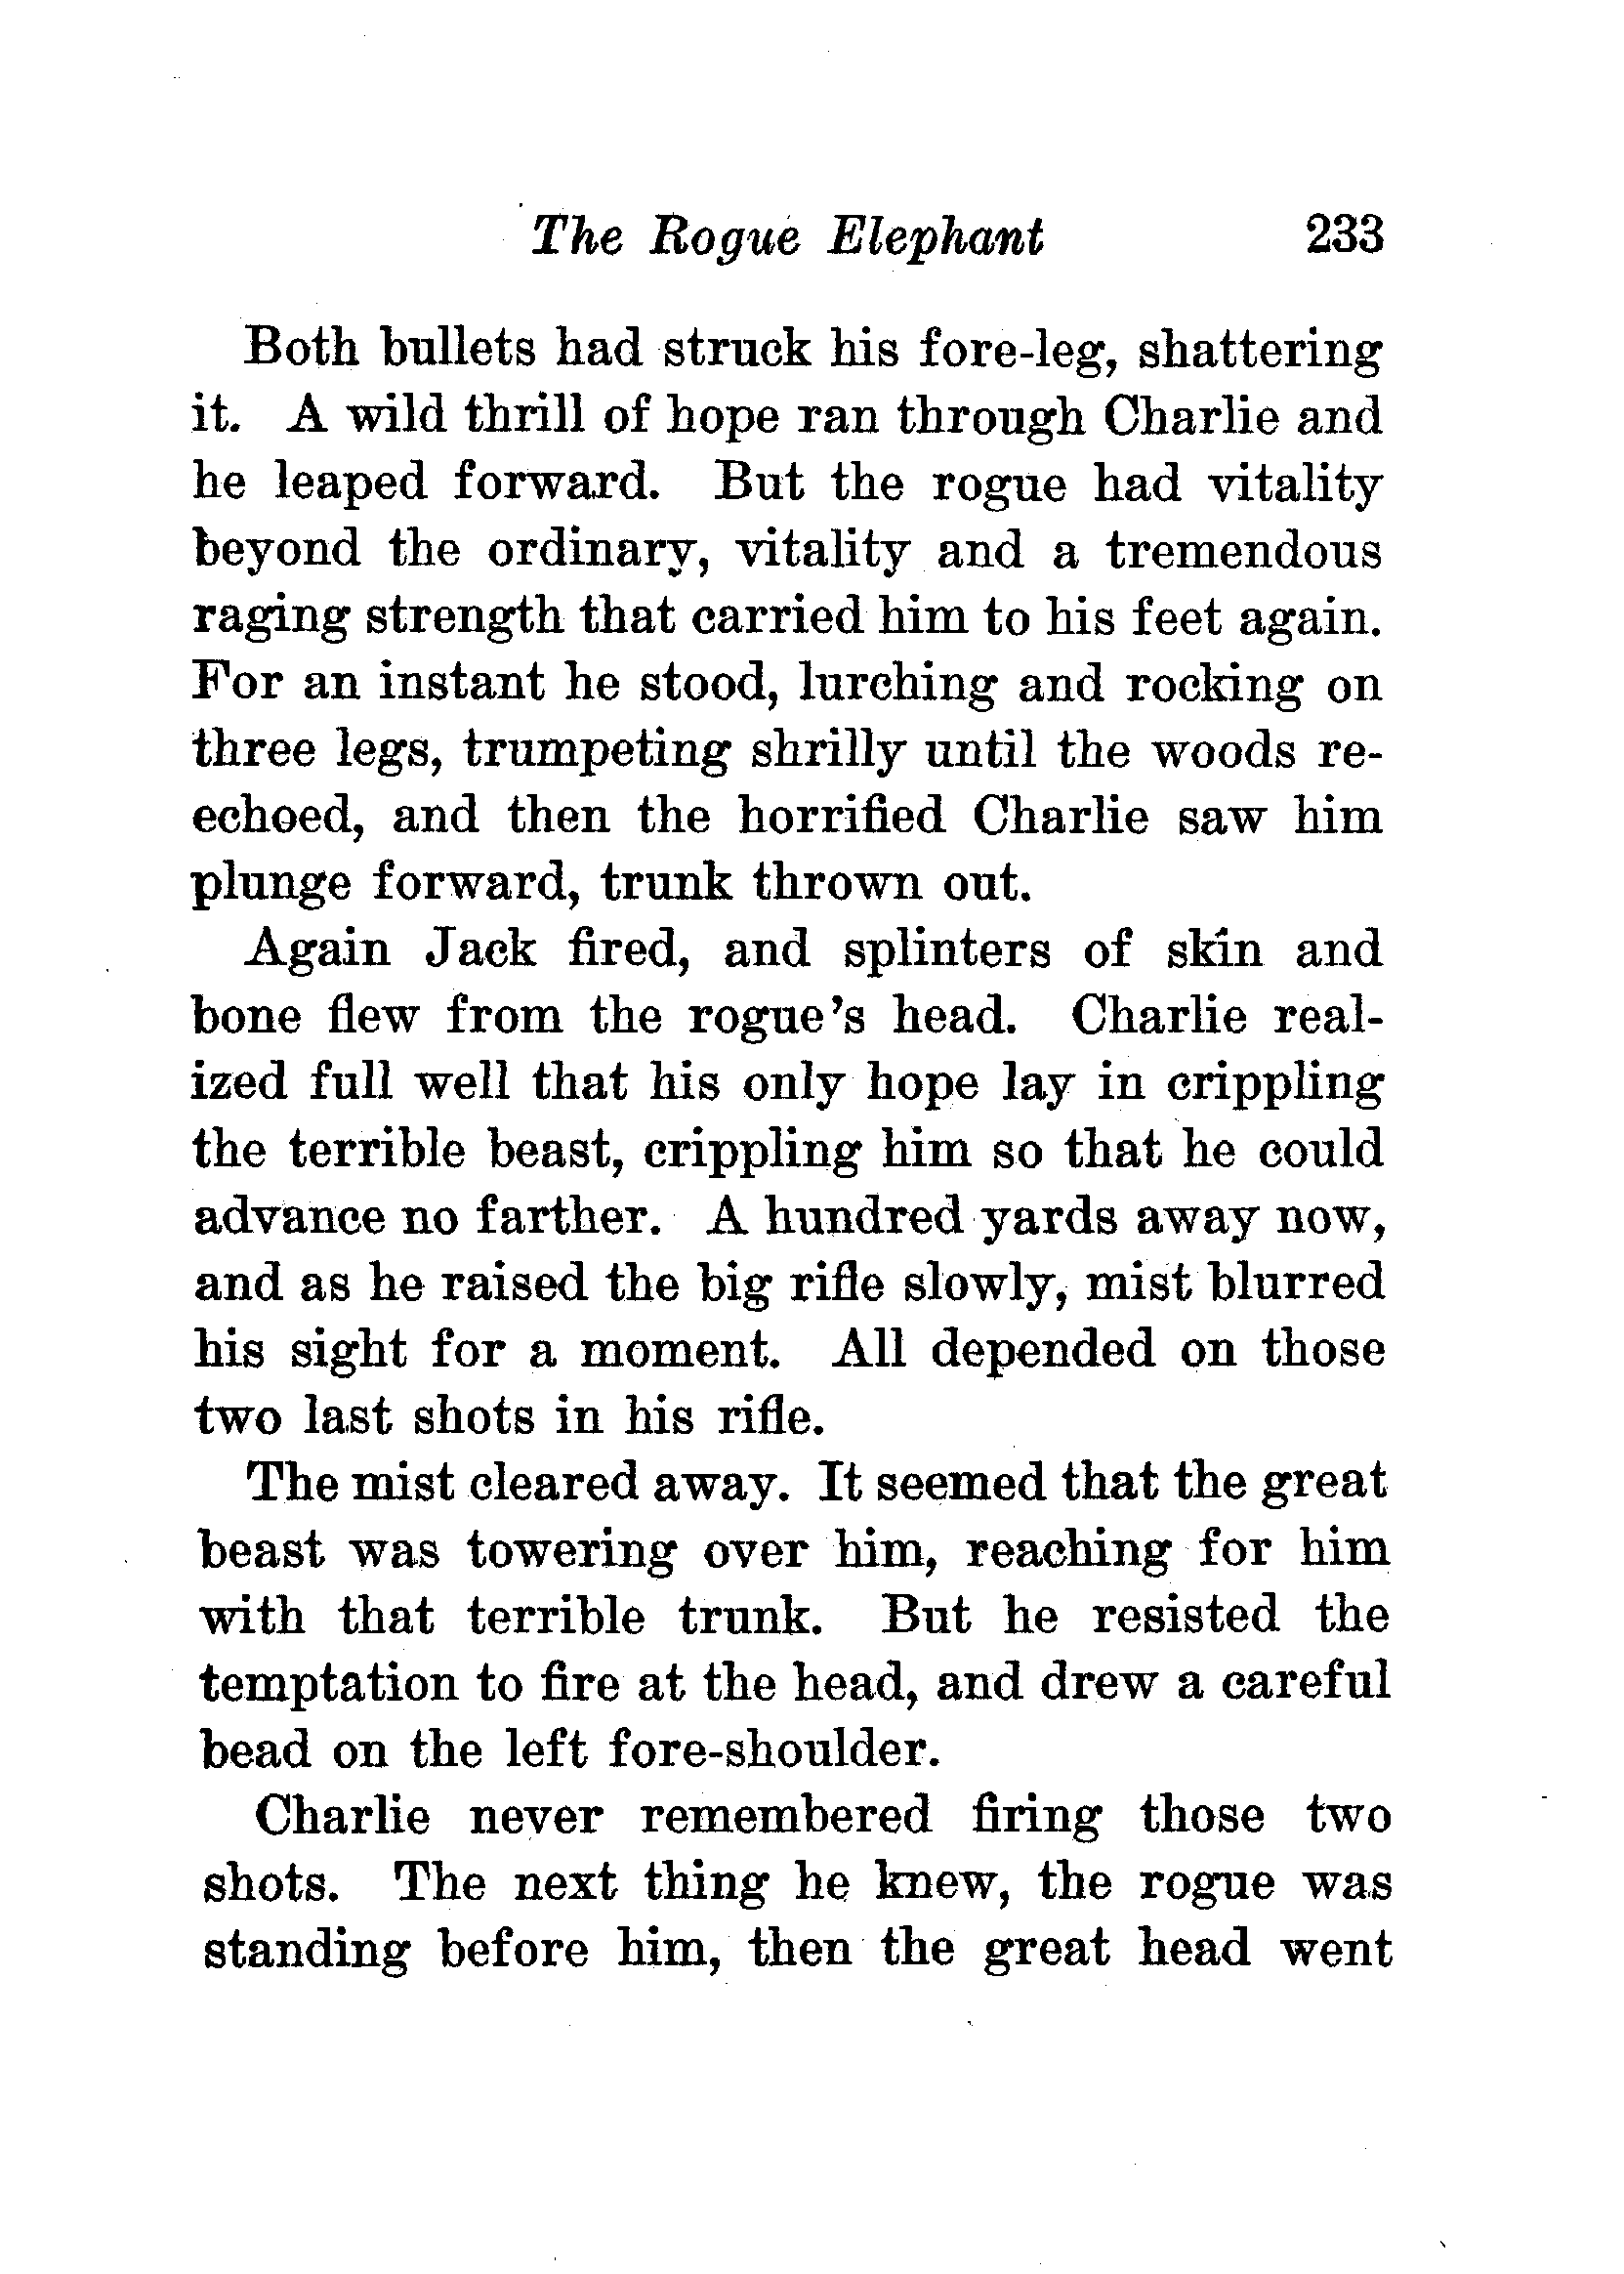 The Rogue Elephant 233
Both bullets had struck his fore-leg, shattering
it. A wild thrill of hope ran through Charlie and
he leaped forward. But the rogue had vitality
beyond the ordinary, vitality and a tremendous
raging strength that carried him to his feet again.
For an instant he stood, lurching and rocking on
three legs, trumpeting shrilly until the woods re-
echoed, and then the horrified Charlie saw him
plunge forward, trunk thrown out.
Again Jack fired, and splinters of skin and
bone flew from the rogue's head. Charlie real-
ized full well that his only hope lay in crippling
the terrible beast, crippling him so that he could
advance no farther. A hundred yards away now,
and as he raised the big rifle slowly, mist blurred
his sight for a moment. All depended on those
two last shots in his rifle.
The mist cleared away. It seemed that the great
beast was towering over him, reaching for him
with that terrible trunk. But he resisted the
temptation to fire at the head, and drew a careful
bead on the left fore-shoulder.
Charlie never remembered firing those two
shots. The next thing he knew, the rogue was
standing before him, then the great head went